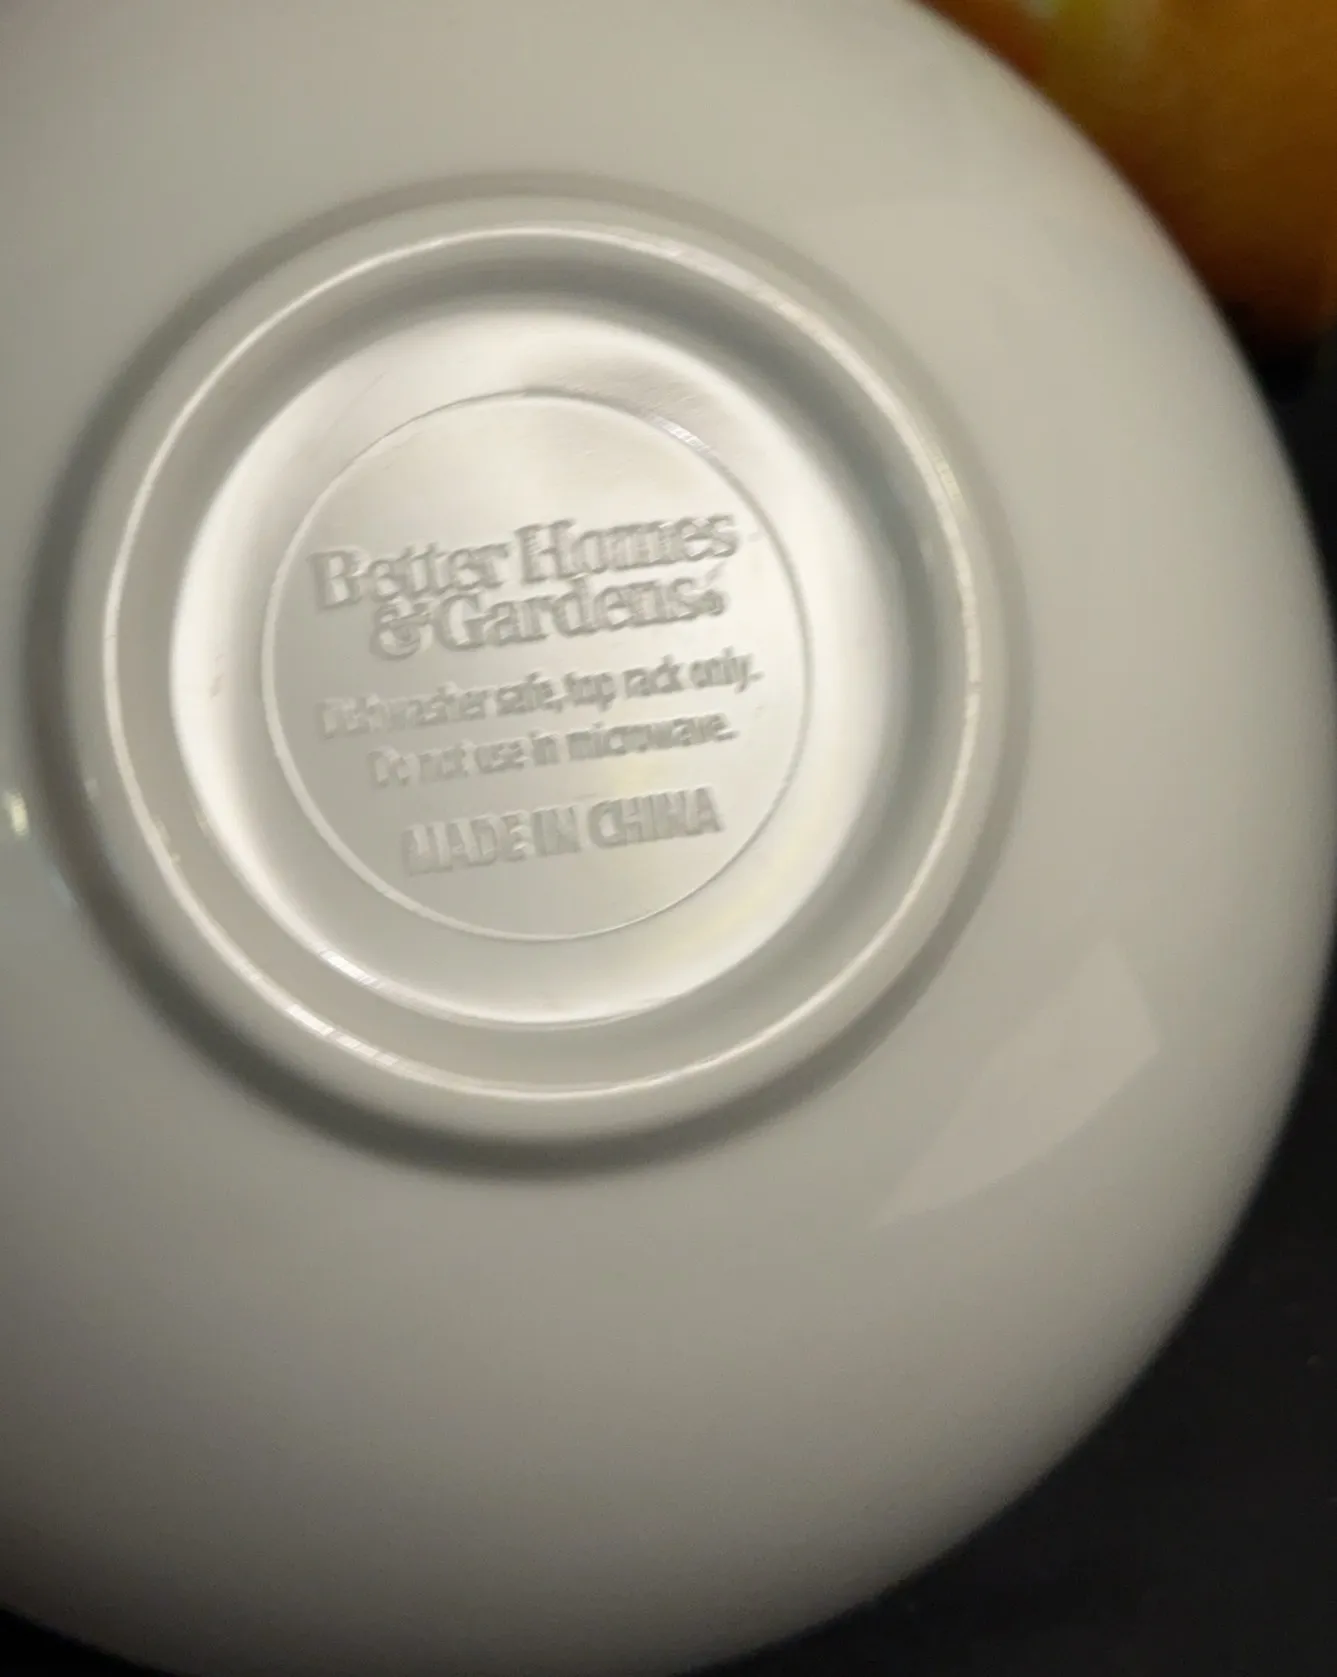 Better Homes
& Gardens®
Dishwasher safe, top rack only.
Do not use in microwave.
MADE IN CHINA